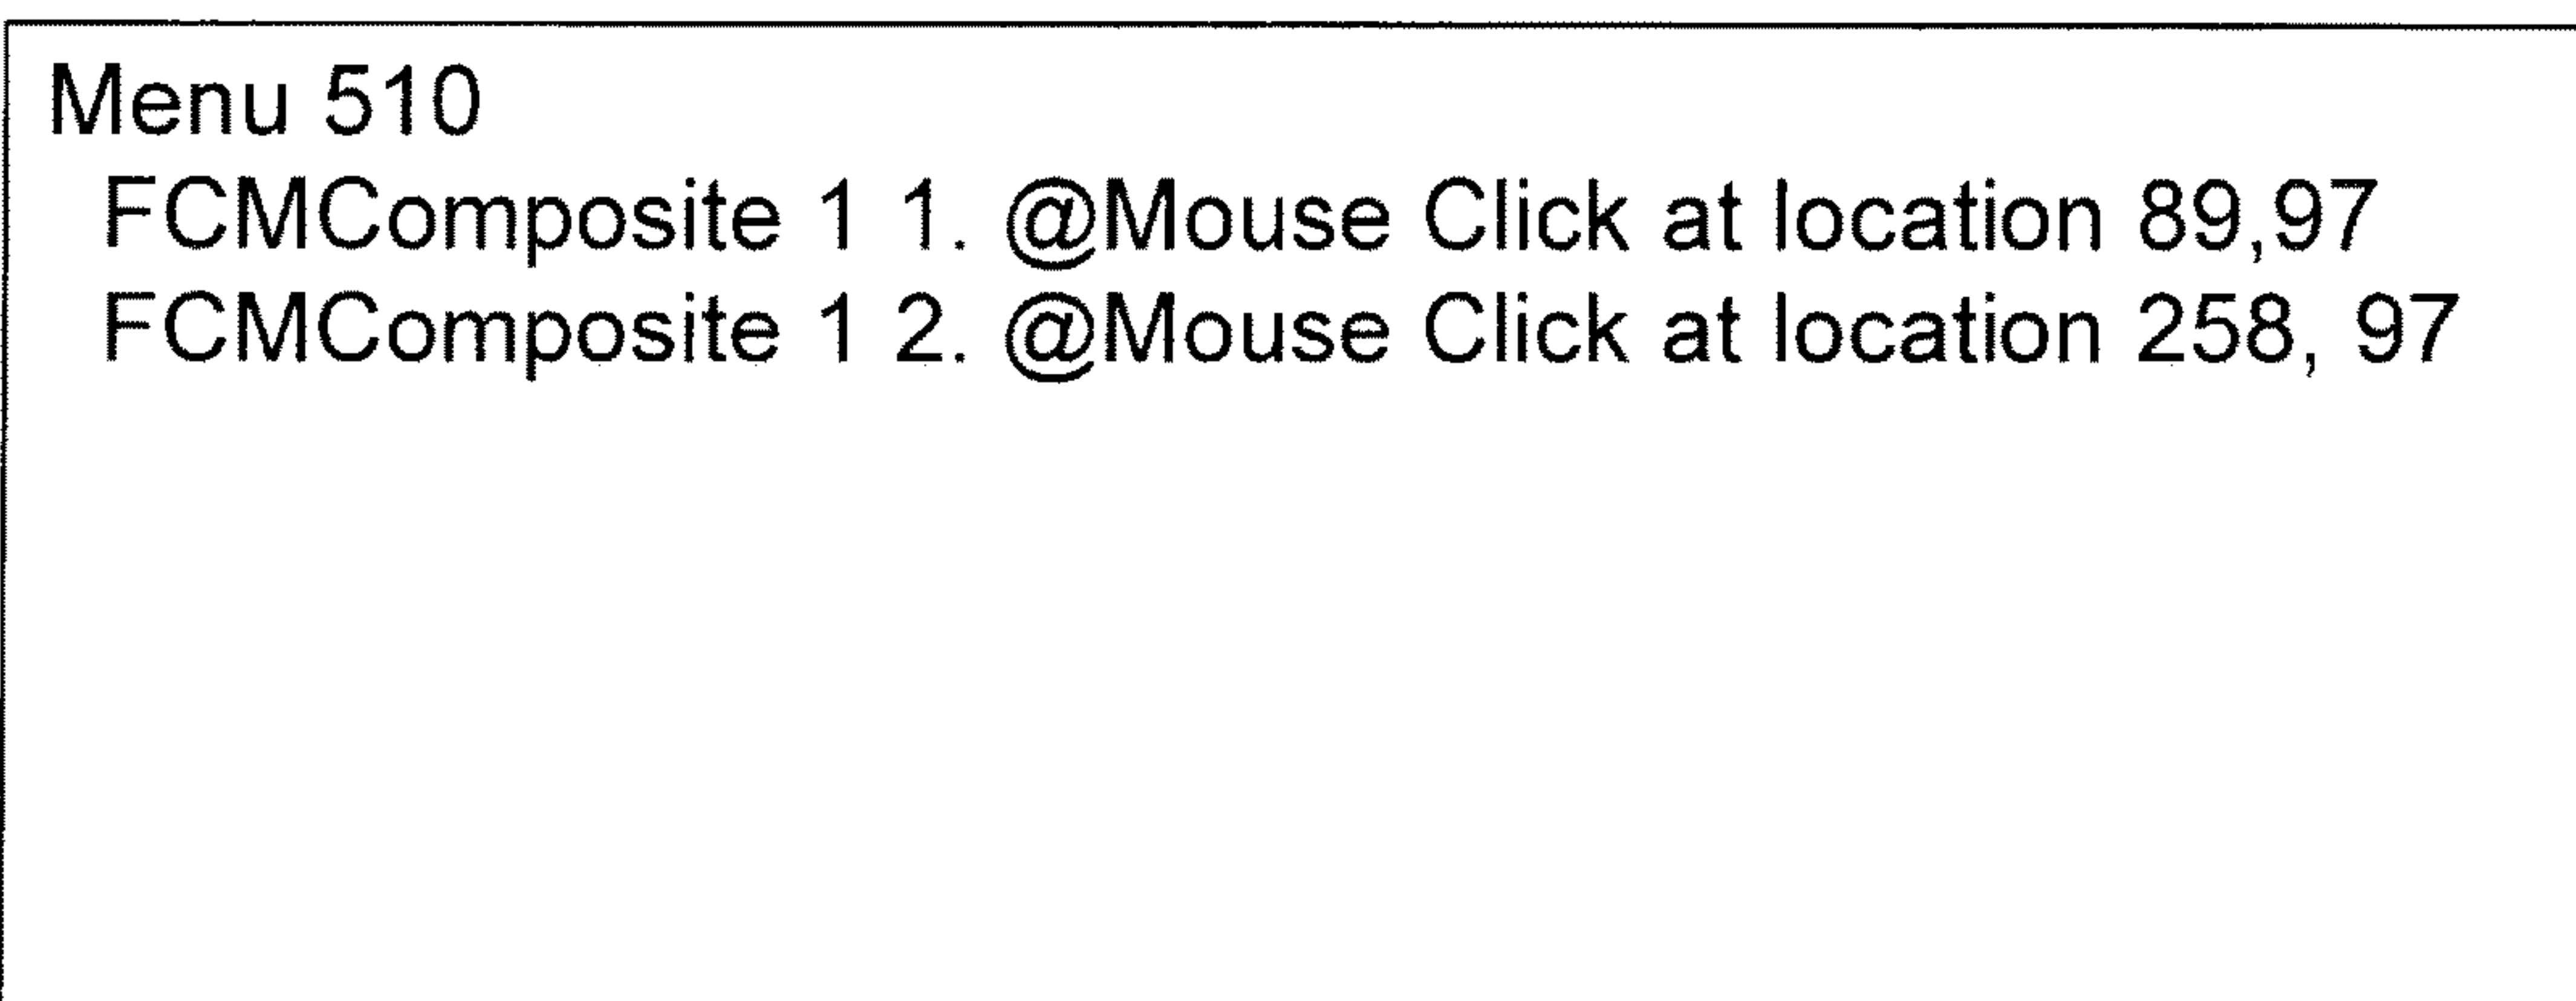 Menu 510
FCMComposite 1 1. @Mouse Click at location 89,97
FCMComposite 1 2. @Mouse Click at location 258, 97